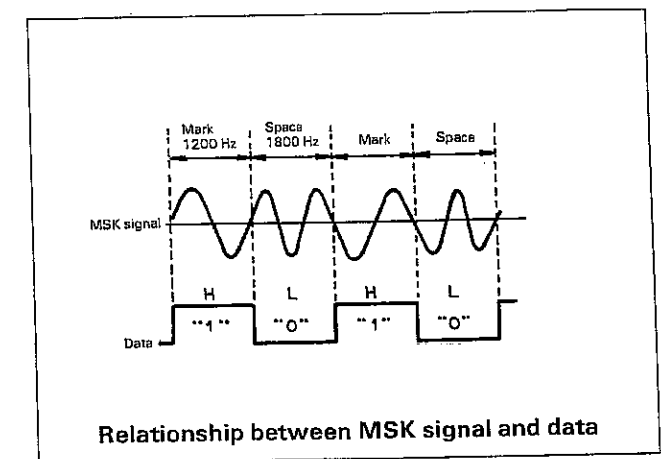 Mark Space
1200 Hz 1800 Hz Mark Space
MSK signal
H L H L
"1" "0" "1" "0"
Data
Relationship between MSK signal and data